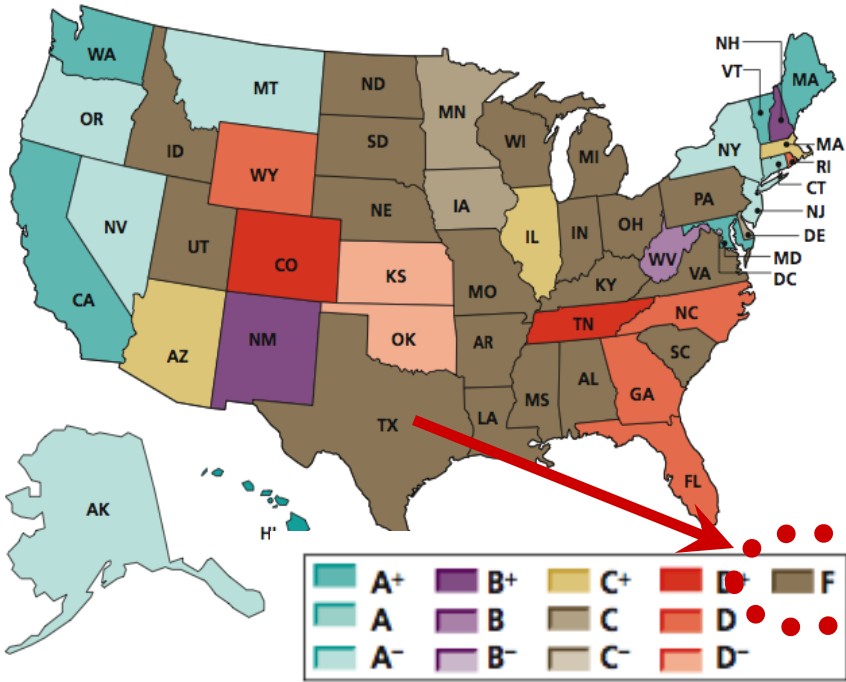 NH
WA
VT
MA
MT
ND
OR
MN
ID
SD
WI
MI
NY
MA
RI
WY
CT
PA
NE
IA
NJ
NV
UT
IL
IN
OH
DE
CO
WV
MD
DC
KS
MO
KY
VA
CA
NM
OK
TN
NC
AZ
AR
SC
MS
AL
GA
TX
LA
FL
AK
A+ B+ C+ D+ F
A B C D
A− B− C− D−